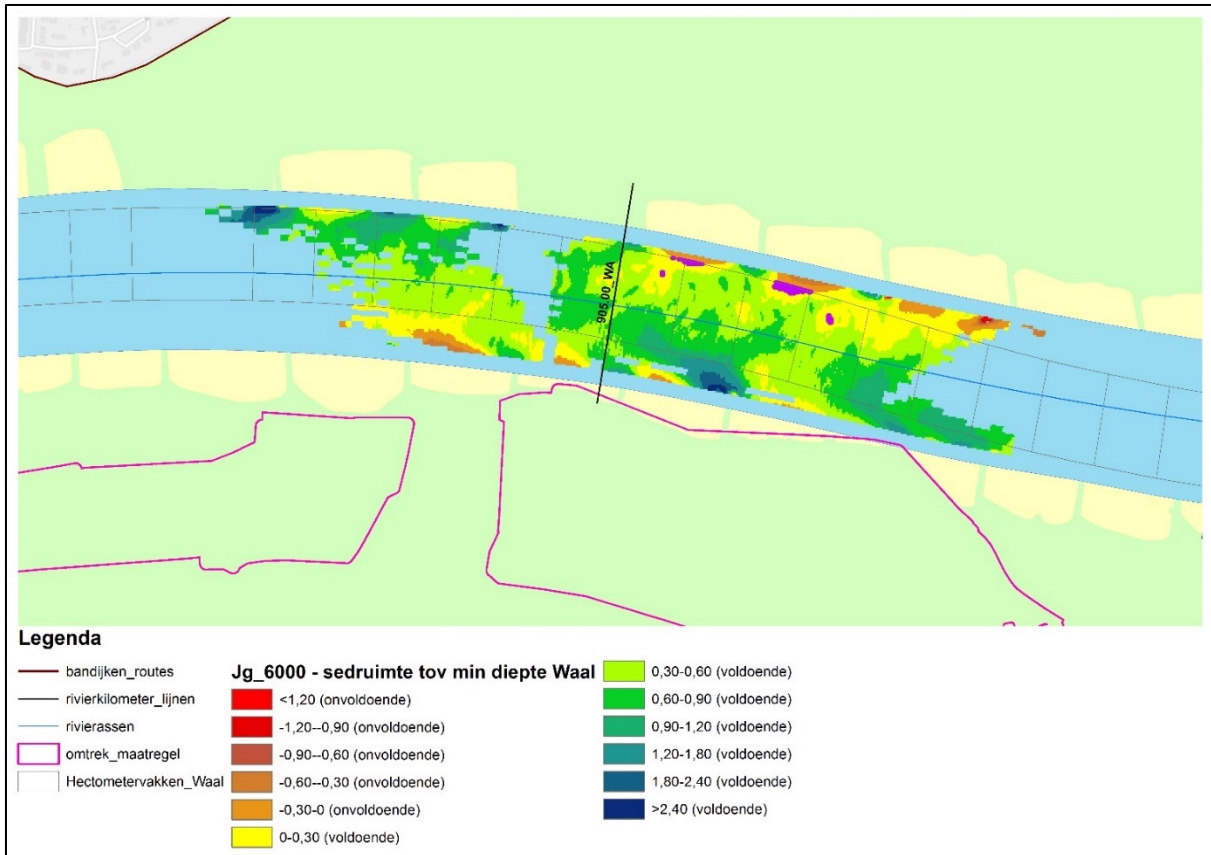 905.00_WA
Legenda
bandijken_routes
rivierkilometer_lijnen
rivierassen
omtrek_maatregel
Hectometervakken_Waal
Jg_6000 - sedruimte tov min diepte Waal
<1,20 (onvoldoende)
-1,20--0,90 (onvoldoende)
-0,90--0,60 (onvoldoende)
-0,60--0,30 (onvoldoende)
-0,30-0 (onvoldoende)
0-0,30 (voldoende)
0,30-0,60 (voldoende)
0,60-0,90 (voldoende)
0,90-1,20 (voldoende)
1,20-1,80 (voldoende)
1,80-2,40 (voldoende)
>2,40 (voldoende)